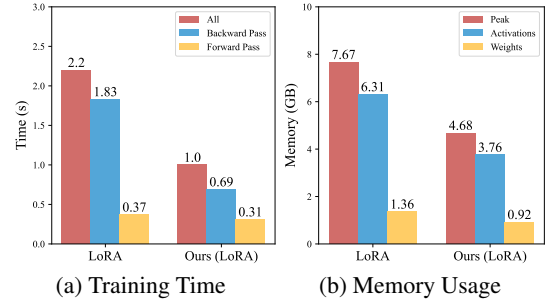 3.0
2.5
2.0
1.5
1.0
0.5
0.0
Time (s)
All
Backward Pass
Forward Pass
2.2
1.83
0.37
1.0
0.69
0.31
LoRA
Ours (LoRA)
(a) Training Time
10
8
6
4
2
0
Memory (GB)
Peak
Activations
Weights
7.67
6.31
1.36
4.68
3.76
0.92
LoRA
Ours (LoRA)
(b) Memory Usage